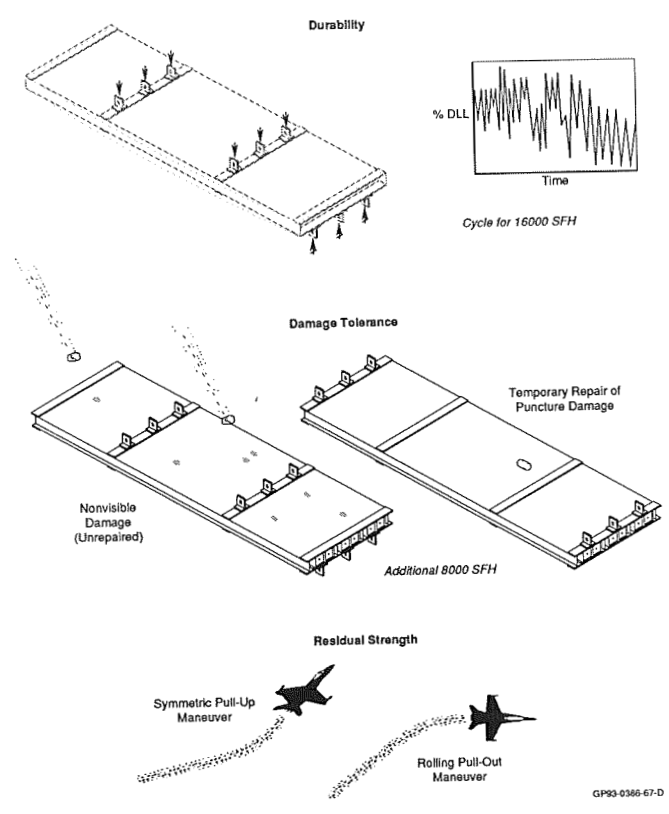 Durability
% DLL
Time
Cycle for 16000 SFH
Damage Tolerance
Temporary Repair of
Puncture Damage
Nonvisible
Damage
(Unrepaired)
Additional 8000 SFH
Residual Strength
Symmetric Pull-Up
Maneuver
Rolling Pull-Out
Maneuver
GP93-0366-67-D